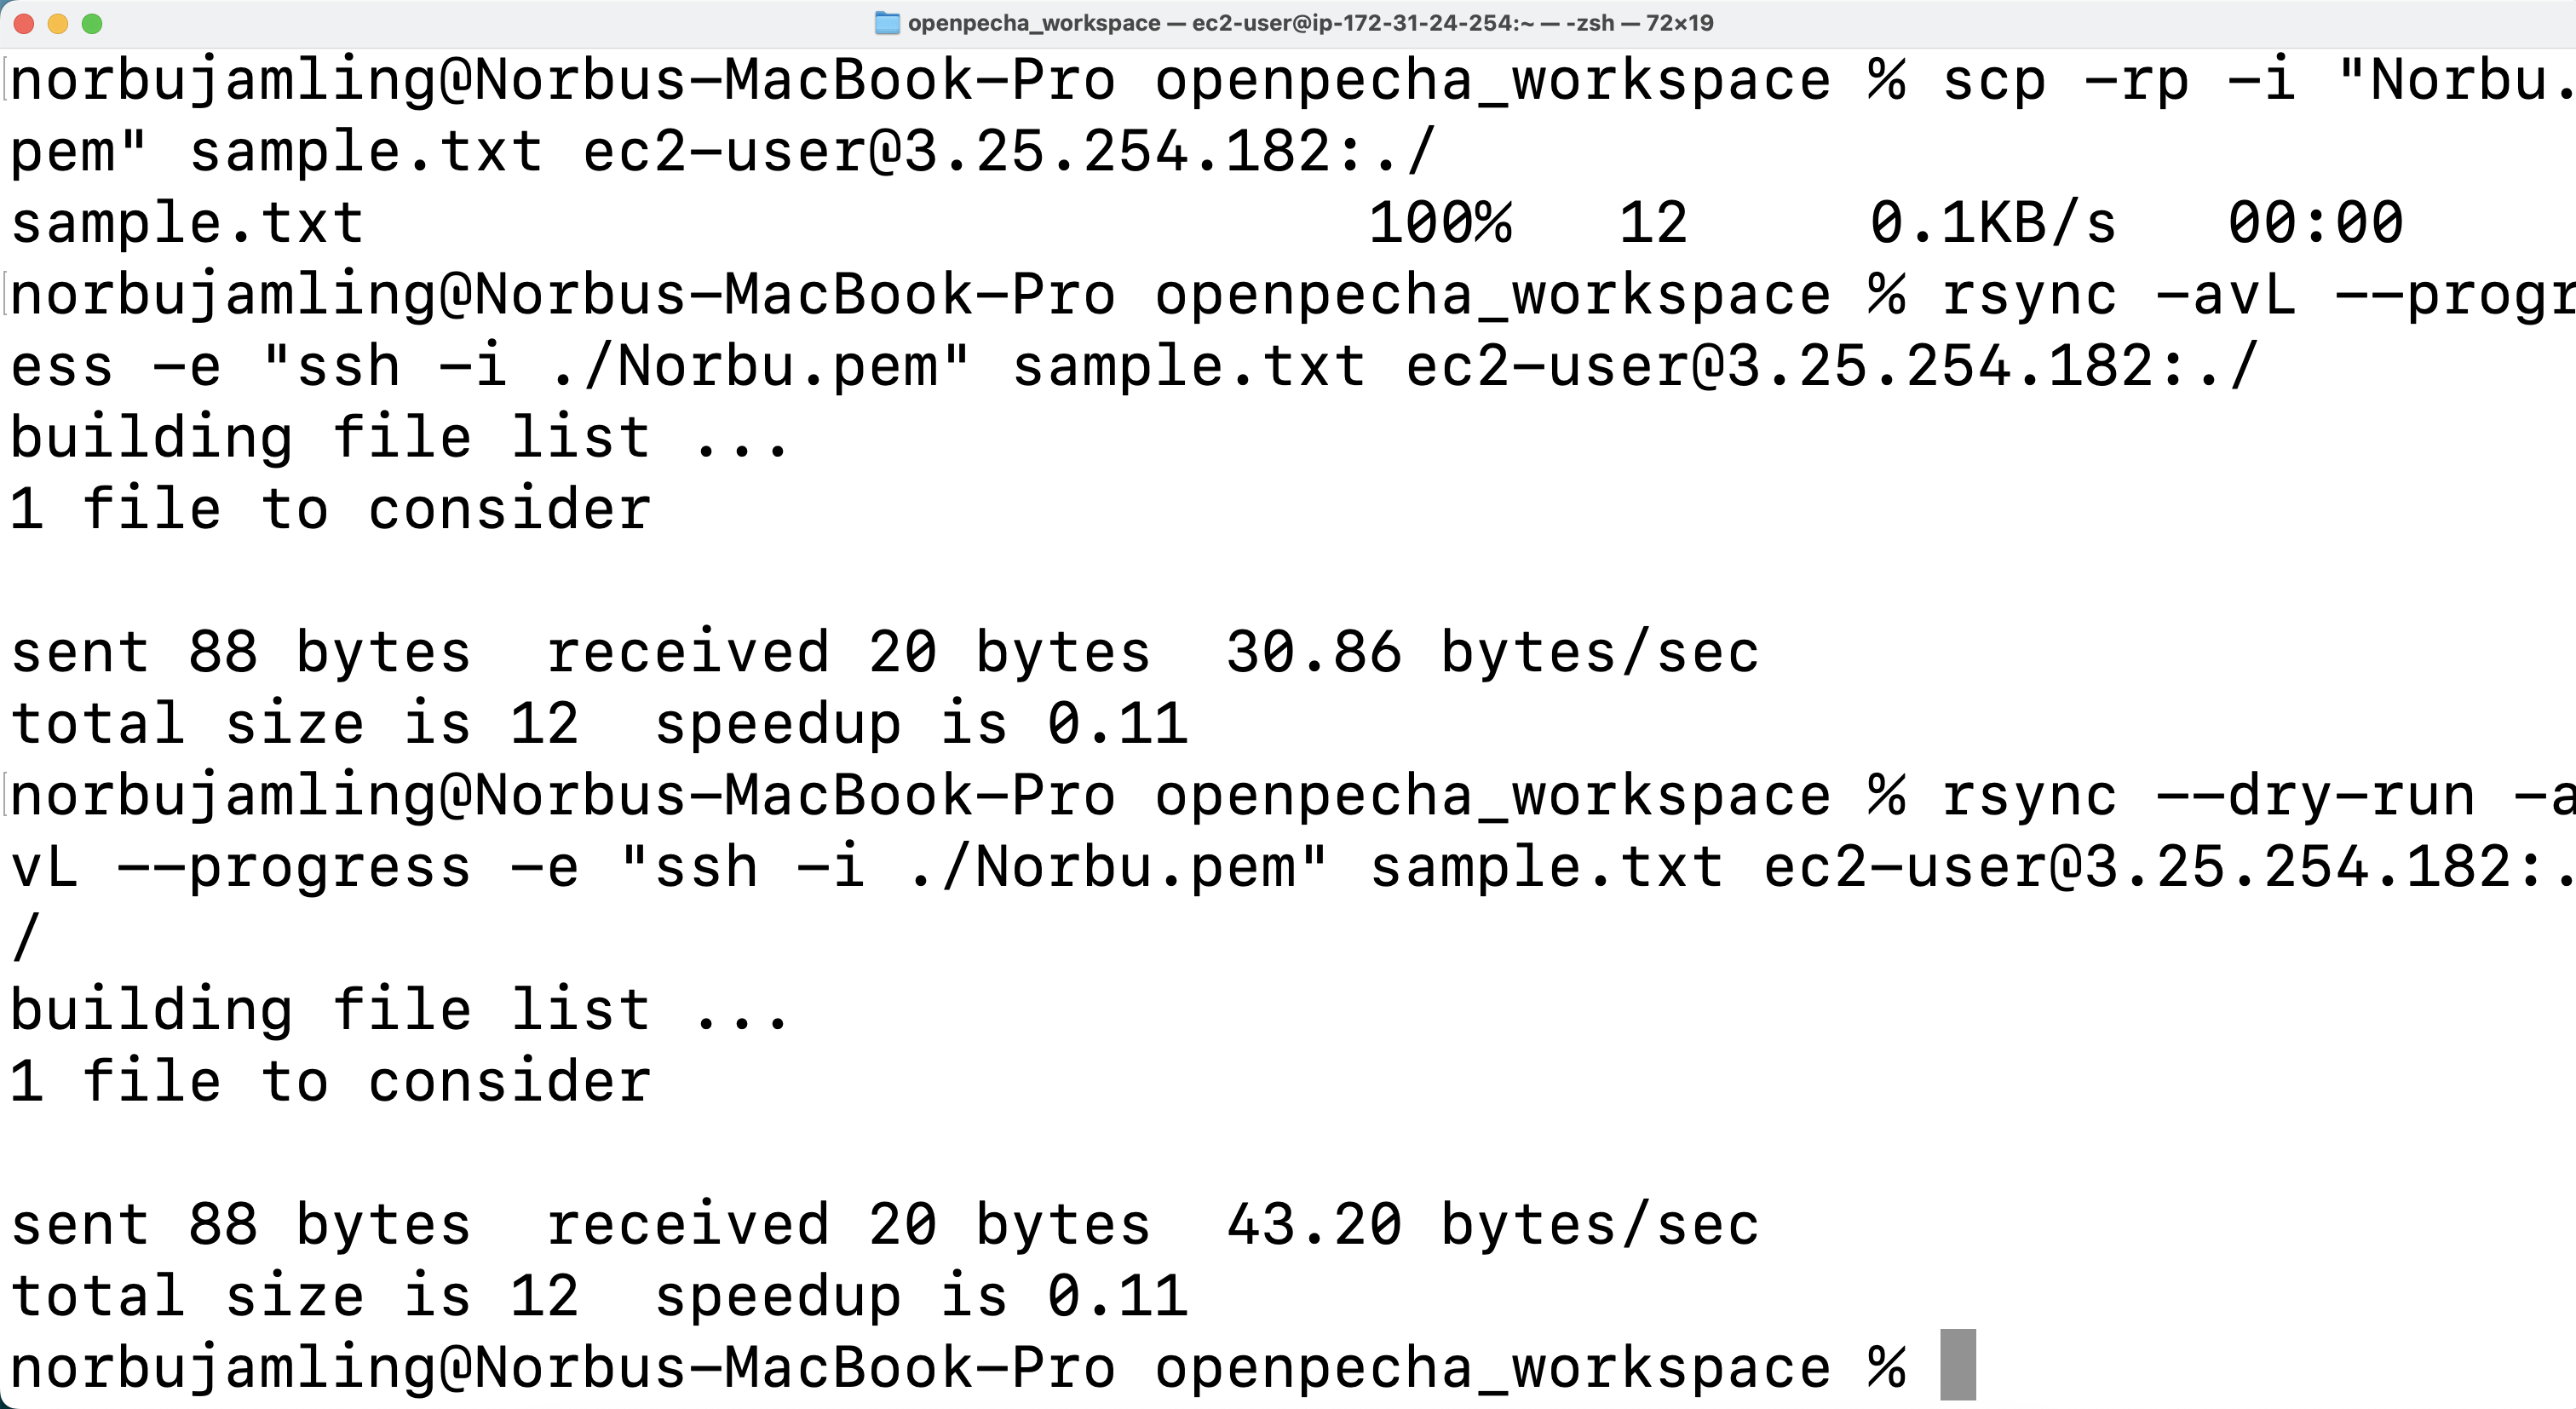 openpecha_workspace — ec2-user@ip-172-31-24-254:~ — -zsh — 72×19
norbujamling@Norbus-MacBook-Pro openpecha_workspace % scp -rp -i "Norbu.
pem" sample.txt ec2-user@3.25.254.182:./
sample.txt                            100%   12     0.1KB/s   00:00
norbujamling@Norbus-MacBook-Pro openpecha_workspace % rsync -avL --progr
ess -e "ssh -i ./Norbu.pem" sample.txt ec2-user@3.25.254.182:./
building file list ...
1 file to consider

sent 88 bytes  received 20 bytes  30.86 bytes/sec
total size is 12  speedup is 0.11
norbujamling@Norbus-MacBook-Pro openpecha_workspace % rsync --dry-run -a
vL --progress -e "ssh -i ./Norbu.pem" sample.txt ec2-user@3.25.254.182:.
/
building file list ...
1 file to consider

sent 88 bytes  received 20 bytes  43.20 bytes/sec
total size is 12  speedup is 0.11
norbujamling@Norbus-MacBook-Pro openpecha_workspace %